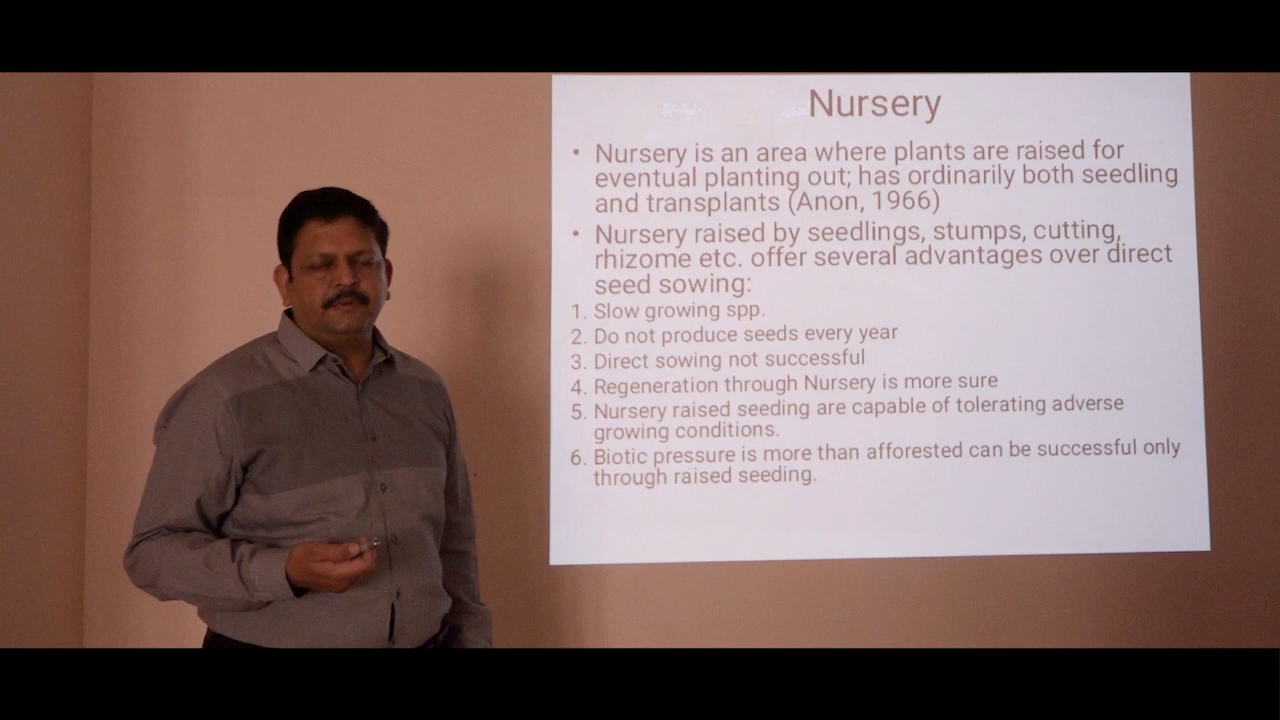 Nursery
• Nursery is an area where plants are raised for
eventual planting out; has ordinarily both seedling
and transplants (Anon, 1966)
• Nursery raised by seedlings, stumps, cutting,
rhizome etc. offer several advantages over direct
seed sowing:
1. Slow growing spp.
2. Do not produce seeds every year
3. Direct sowing not successful
4. Regeneration through Nursery is more sure
5. Nursery raised seeding are capable of tolerating adverse
growing conditions.
6. Biotic pressure is more than afforested can be successful only
through raised seeding.